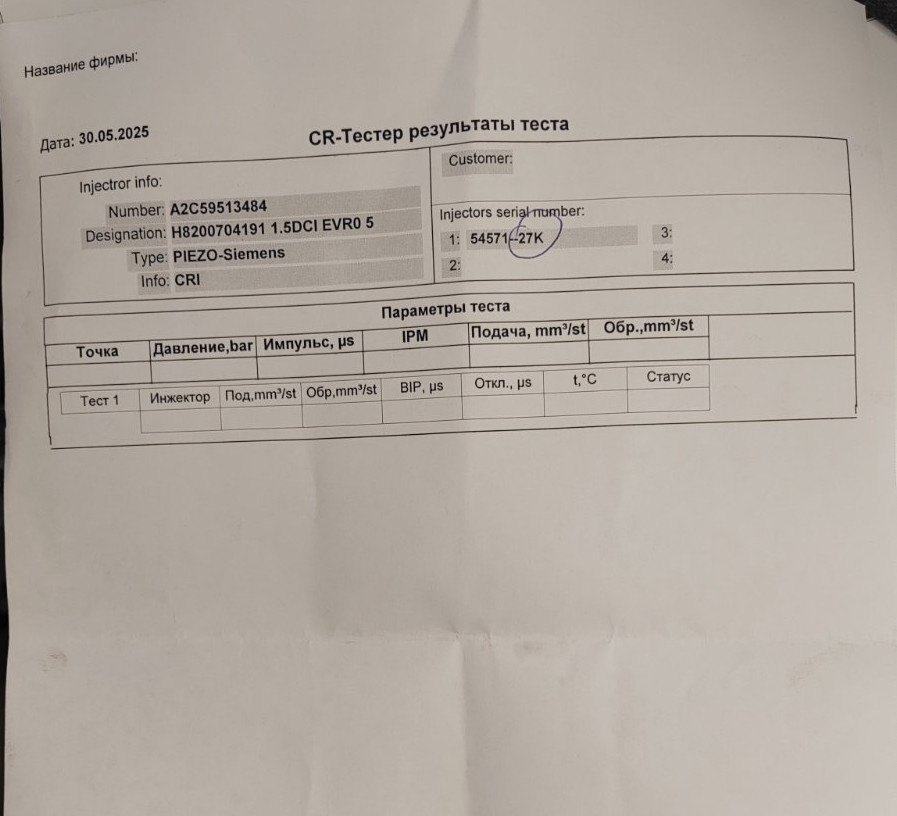 Название фирмы:
Дата: 30.05.2025
CR-Тестер результаты теста
Injectror info:
Number: A2C59513484
Designation: H8200704191 1.5DCI EVR0 5
Type: PIEZO-Siemens
Info: CRI
Customer:
Injectors serial number:
1: 54571--27K
3:
2:
4:
Параметры теста
Точка Давление,bar Импульс, µs IPM Подача, mm³/st Обр.,mm³/st
Тест 1 Инжектор Под,mm³/st Обр,mm³/st BIP, µs Откл., µs t,°C Статус